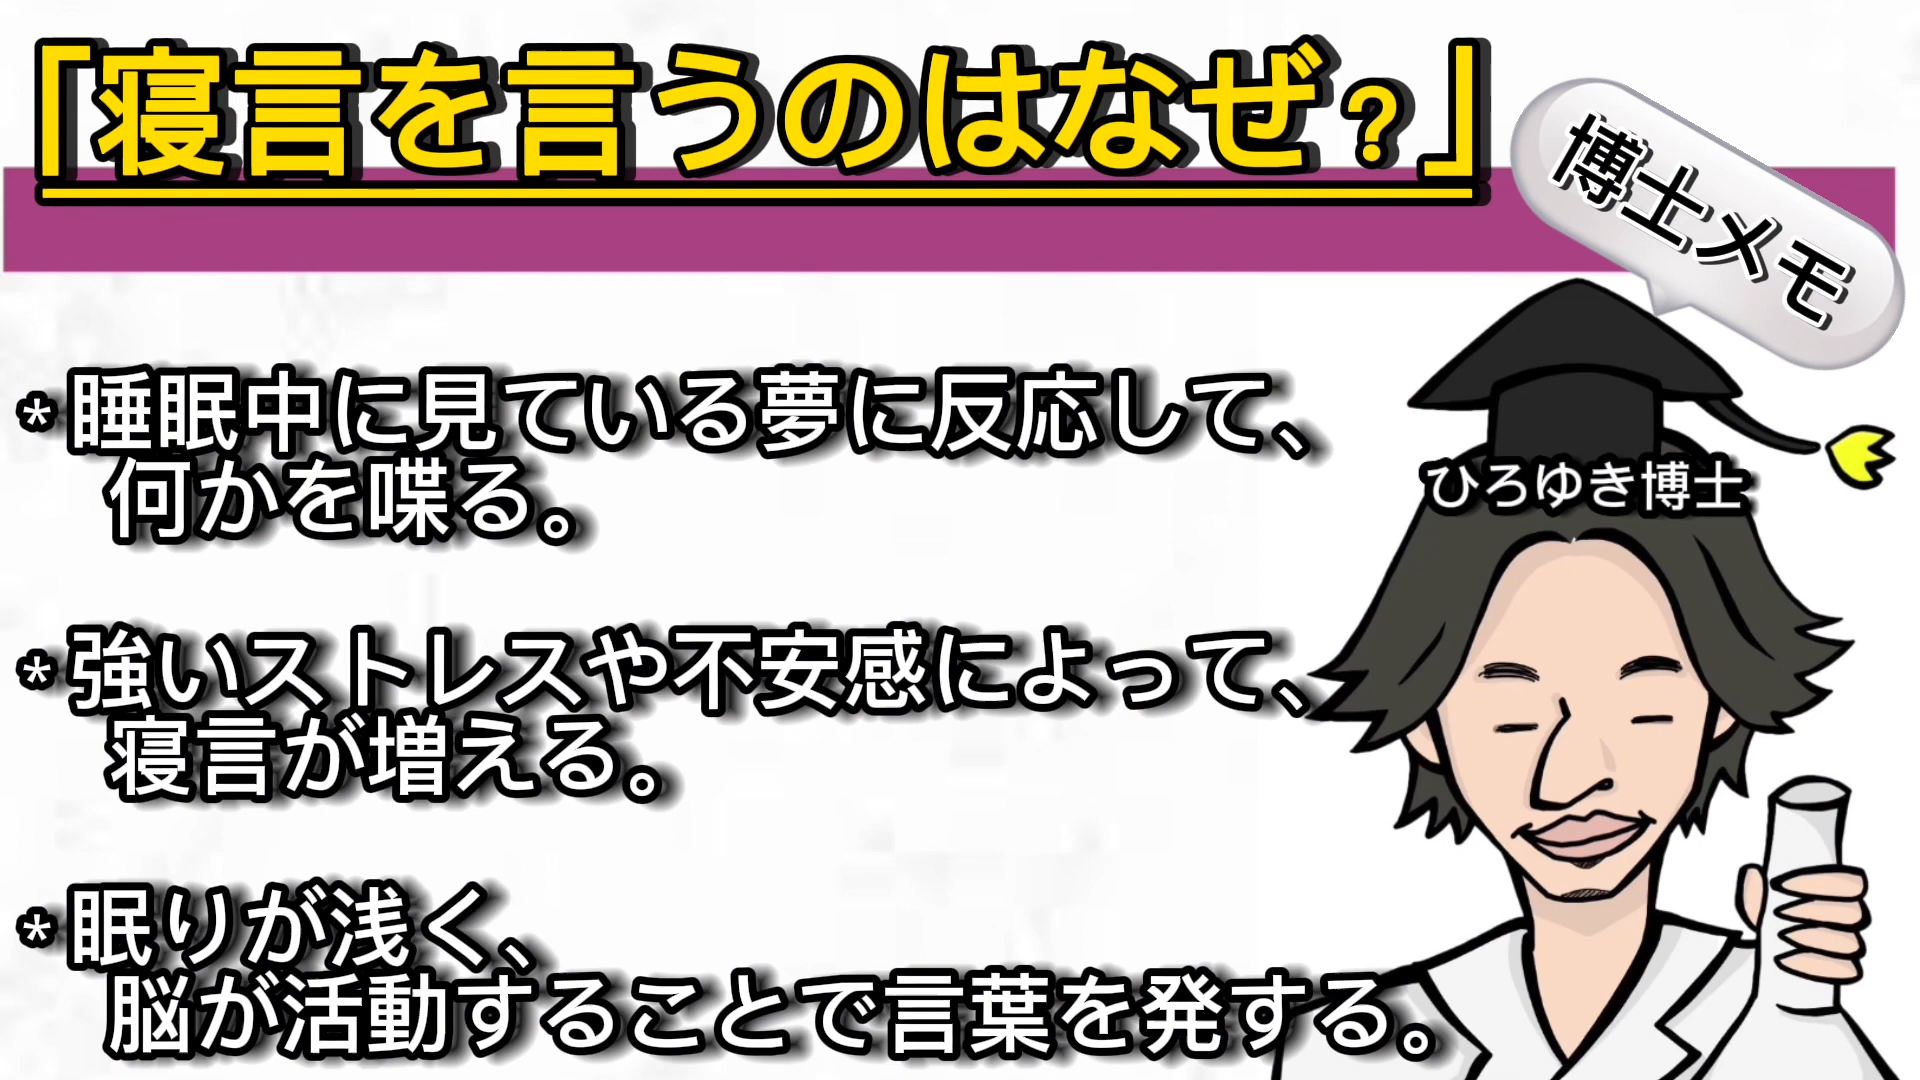 「寝言を言うのはなぜ？」
博士メモ
* 睡眠中に見ている夢に反応して、
何かを喋る。
ひろゆき博士
* 強いストレスや不安感によって、
寝言が増える。
* 眠りが浅く、
脳が活動することで言葉を発する。